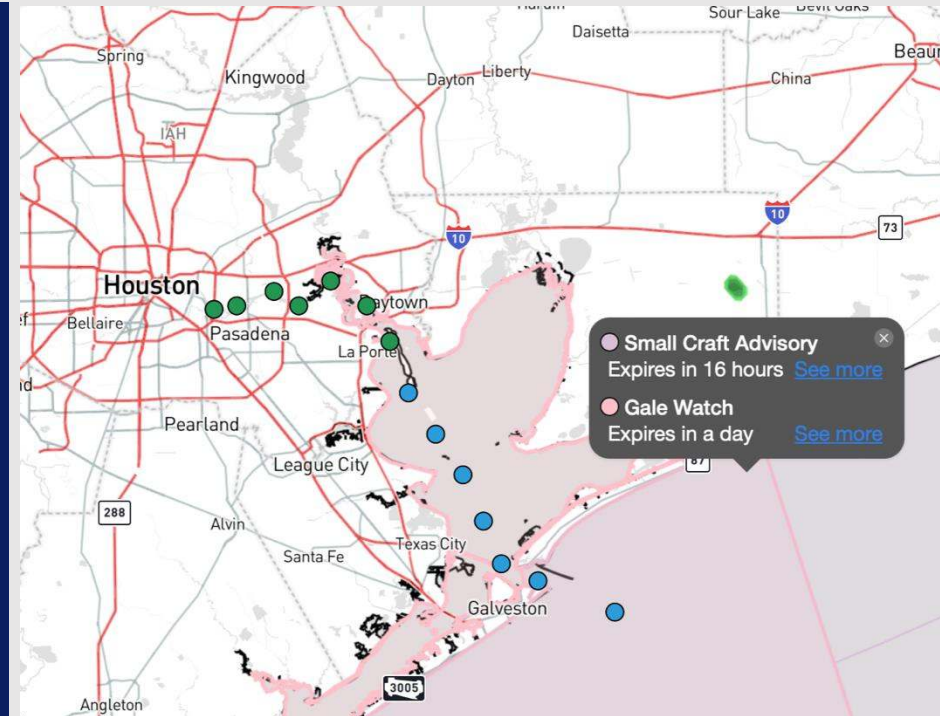 Sour Lake
Daisetta
Spring
Kingwood
Dayton
Liberty
China
IAH
10
10
73
Houston
Baytown
Bellaire
Pasadena
La Porte
Small Craft Advisory
Expires in 16 hours See more
Gale Watch
Expires in a day See more
Pearland
League City
87
288
Alvin
Texas City
Santa Fe
Galveston
3005
Angleton